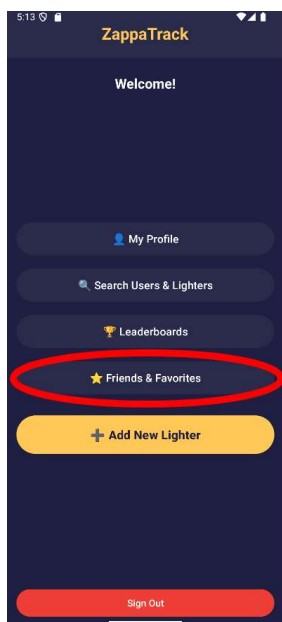 5:13
ZappaTrack
Welcome!
My Profile
Search Users & Lighters
Leaderboards
Friends & Favorites
Add New Lighter
Sign Out